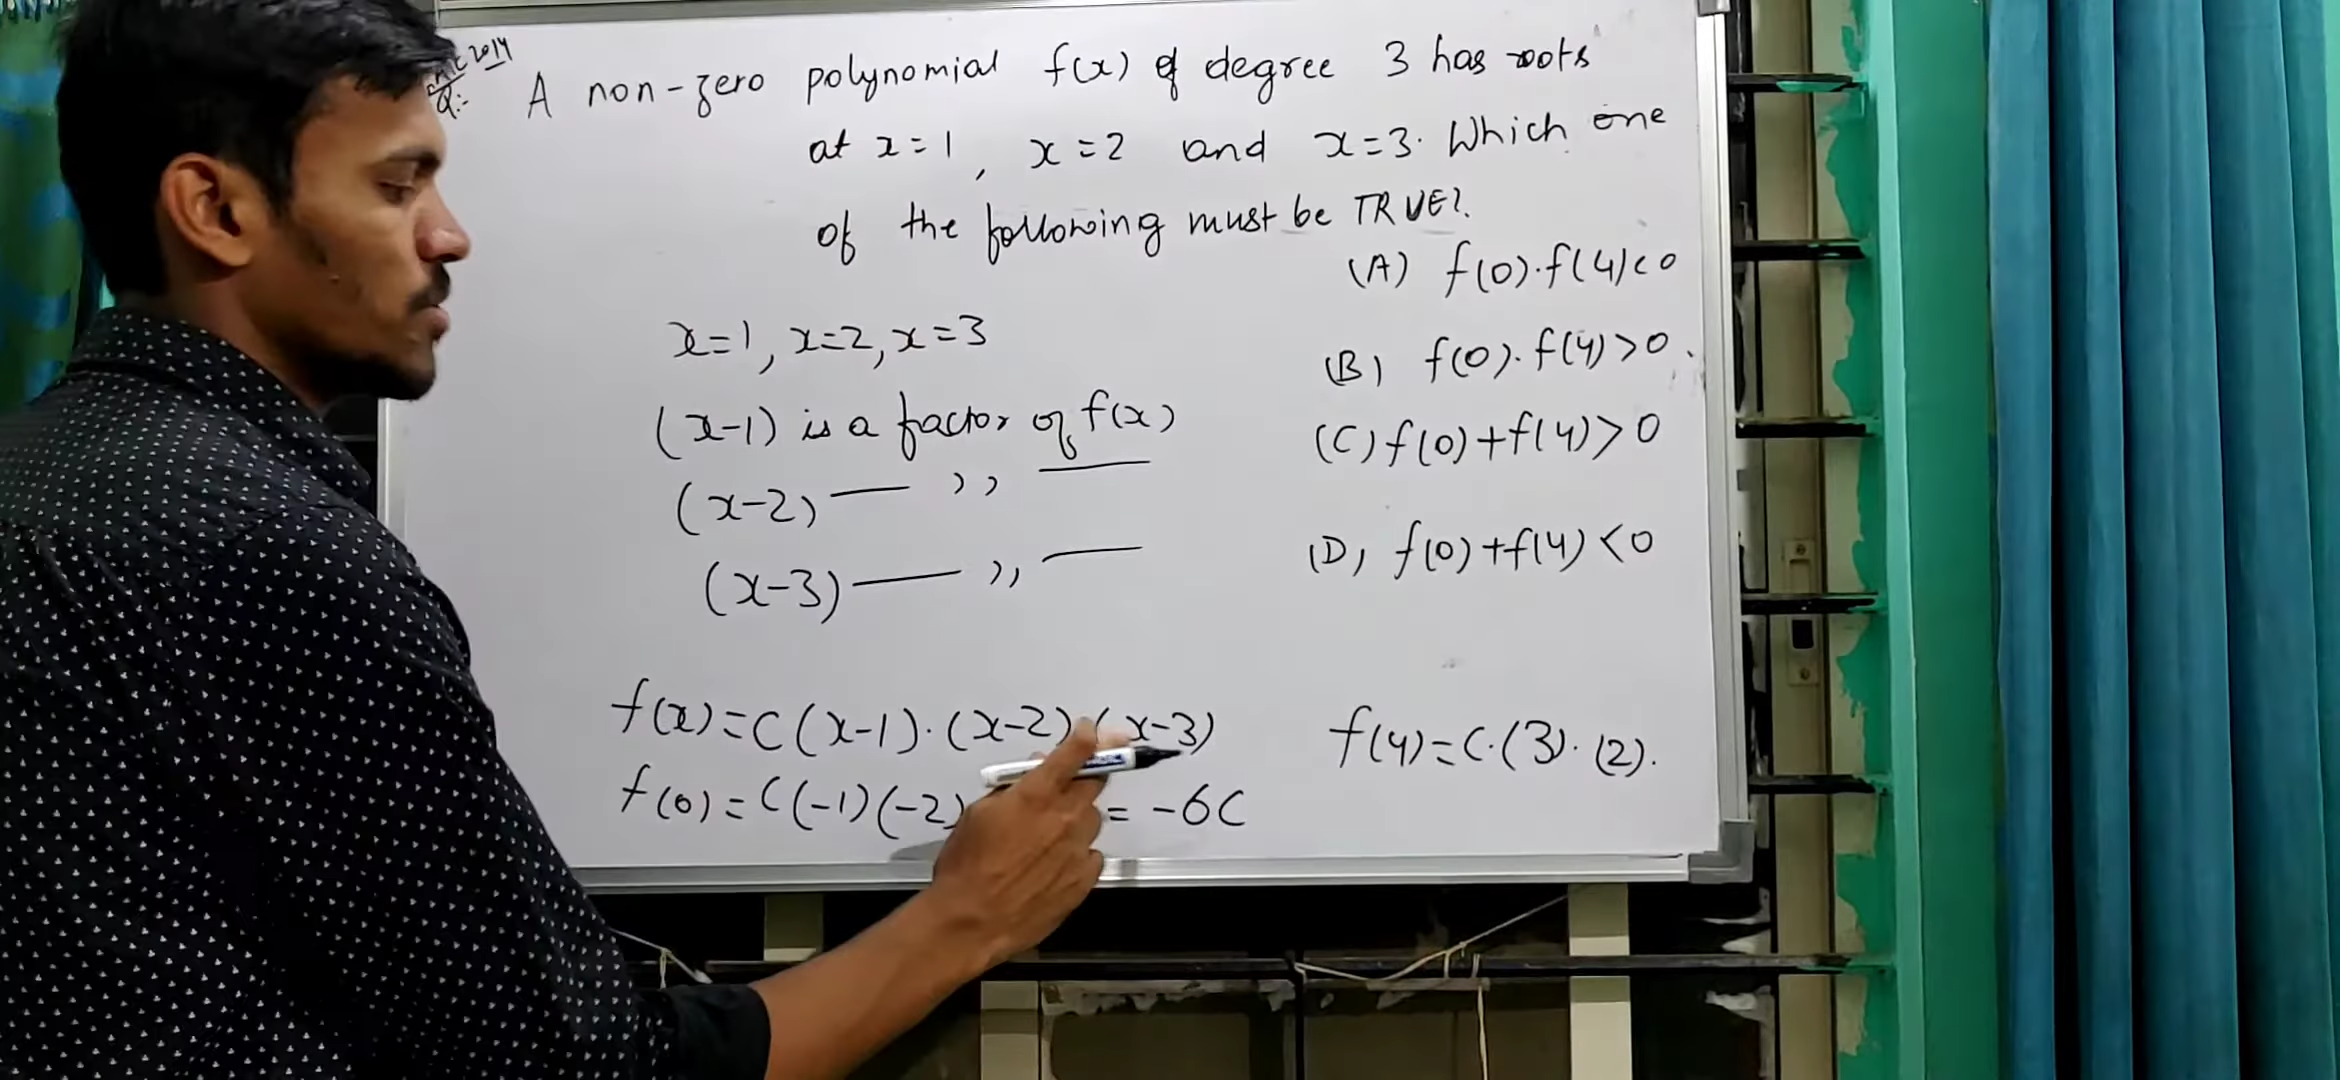 2014
Q:- A non-zero polynomial f(x) of degree 3 has roots
at x=1, x=2 and x=3. Which one
of the following must be TRUE?
(A) f(0).f(4)<0
(B) f(0).f(4)>0.
(C) f(0)+f(4)>0
(D) f(0)+f(4)<0
x=1, x=2, x=3
(x-1) is a factor of f(x)
(x-2) — ,, —
(x-3) — ,, —
f(x)=C(x-1).(x-2)(x-3)
f(0)=C(-1)(-2) = -6C
f(4)=C.(3).(2).